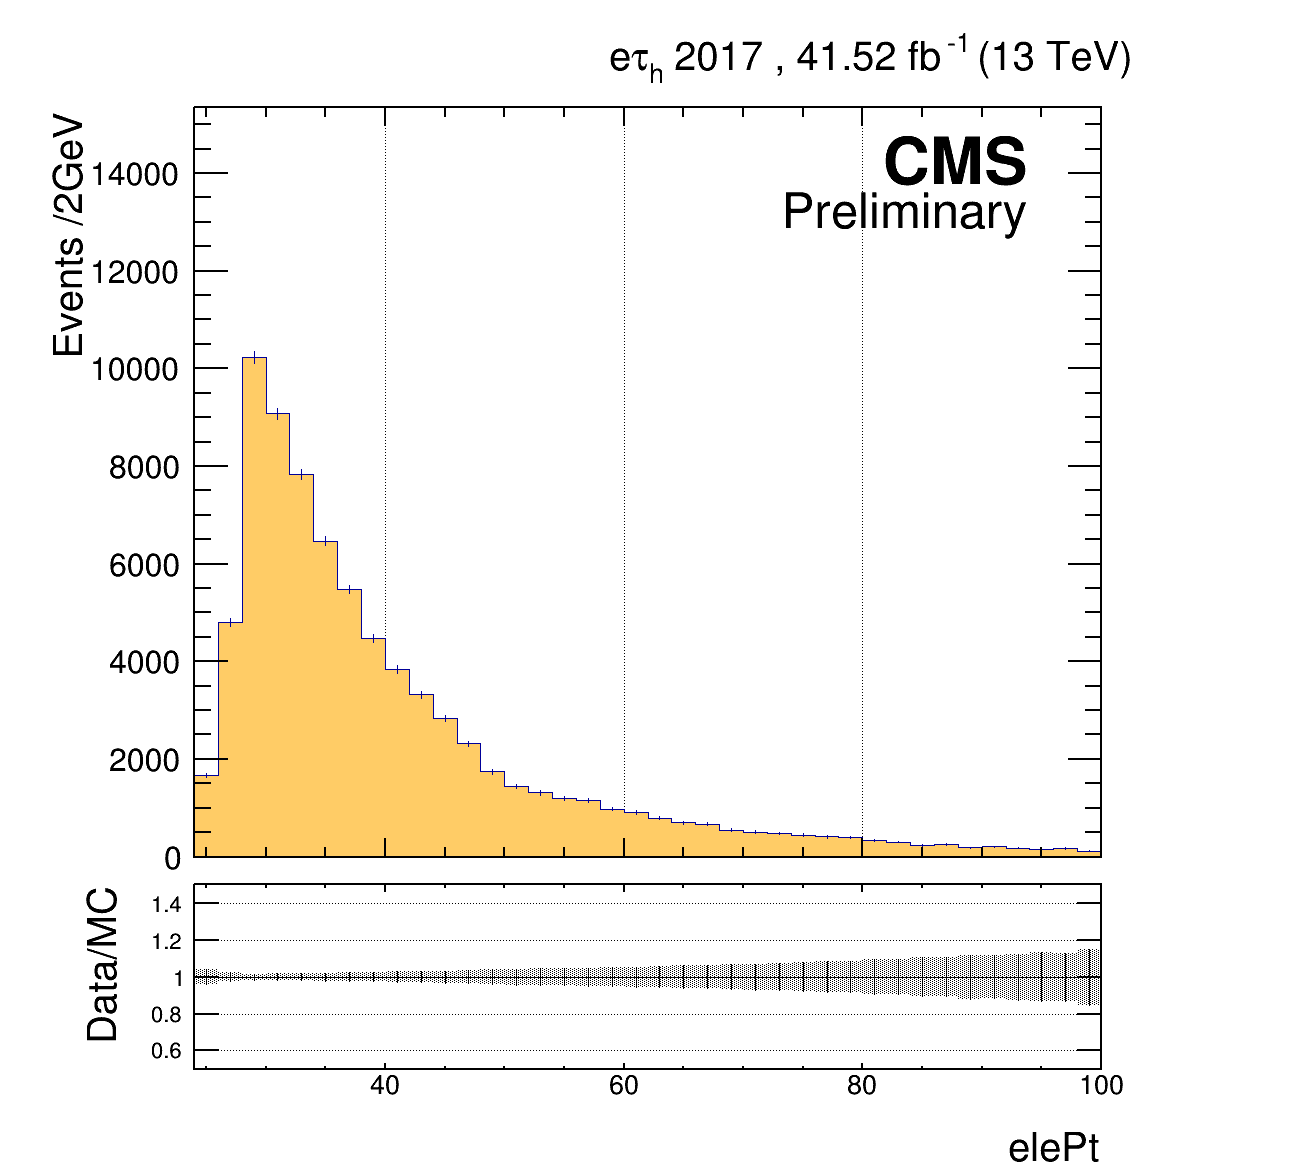 eτh 2017 , 41.52 fb-1 (13 TeV)
CMS
Preliminary
Events /2GeV
14000
12000
10000
8000
6000
4000
2000
0
Data/MC
1.4
1.2
1
0.8
0.6
40 60 80 100
elePt